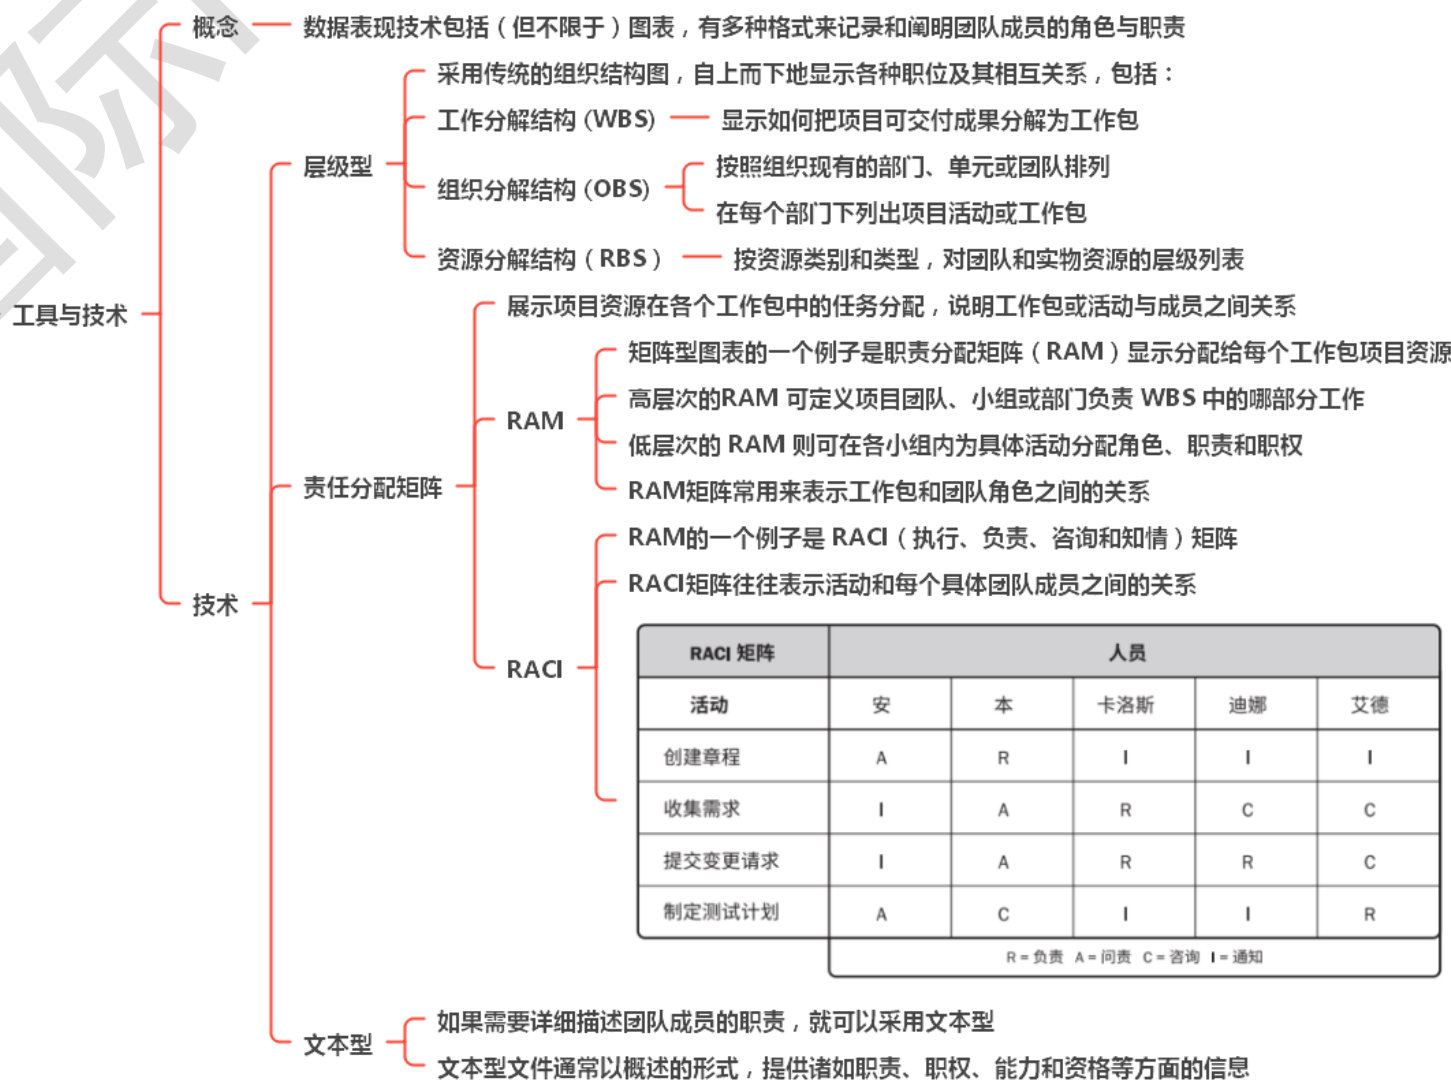 国际
概念
数据表现技术包括（但不限于）图表，有多种格式来记录和阐明团队成员的角色与职责
采用传统的组织结构图，自上而下地显示各种职位及其相互关系，包括：
工作分解结构 (WBS)
显示如何把项目可交付成果分解为工作包
层级型
按照组织现有的部门、单元或团队排列
组织分解结构 (OBS)
在每个部门下列出项目活动或工作包
资源分解结构（RBS）
按资源类别和类型，对团队和实物资源的层级列表
工具与技术
展示项目资源在各个工作包中的任务分配，说明工作包或活动与成员之间关系
矩阵型图表的一个例子是职责分配矩阵（RAM）显示分配给每个工作包项目资源
高层次的RAM 可定义项目团队、小组或部门负责 WBS 中的哪部分工作
RAM
低层次的 RAM 则可在各小组内为具体活动分配角色、职责和职权
责任分配矩阵
RAM矩阵常用来表示工作包和团队角色之间的关系
RAM的一个例子是 RACI（执行、负责、咨询和知情）矩阵
RACI矩阵往往表示活动和每个具体团队成员之间的关系
技术
RACI
RACI 矩阵 人员
活动 安 本 卡洛斯 迪娜 艾德
创建章程 A R I I I
收集需求 I A R C C
提交变更请求 I A R R C
制定测试计划 A C I I R
R = 负责 A = 问责 C = 咨询 I = 通知
如果需要详细描述团队成员的职责，就可以采用文本型
文本型
文本型文件通常以概述的形式，提供诸如职责、职权、能力和资格等方面的信息